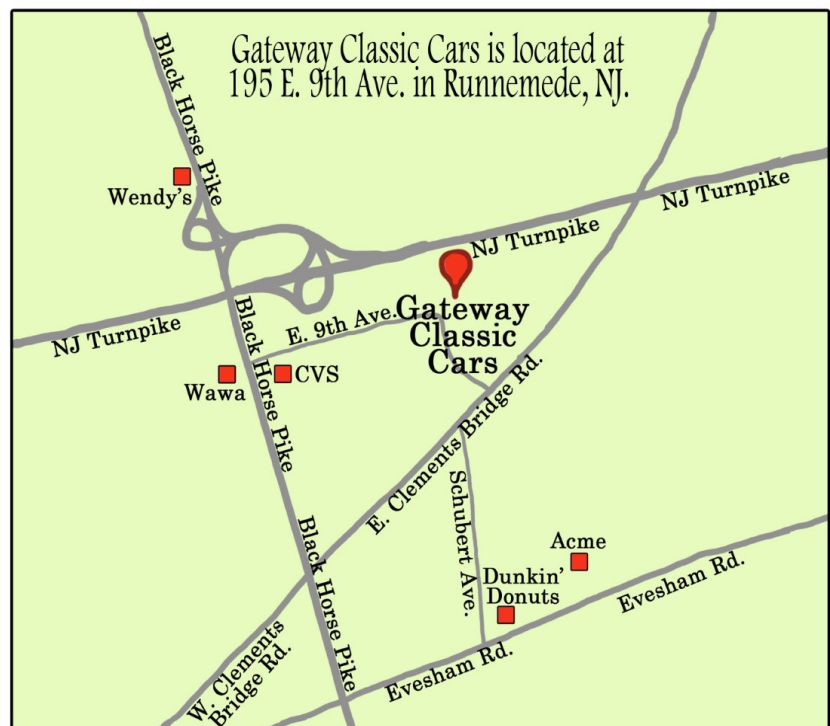 Gateway Classic Cars is located at
195 E. 9th Ave. in Runnemede, NJ.
Black Horse Pike
Wendy's
NJ Turnpike
NJ Turnpike
NJ Turnpike
E. 9th Ave.
Gateway
Classic
Cars
Black Horse Pike
Wawa
CVS
E. Clements Bridge Rd.
Schubert Ave.
Acme
Dunkin'
Donuts
Evesham Rd.
Black Horse Pike
W. Clements
Bridge Rd.
Evesham Rd.